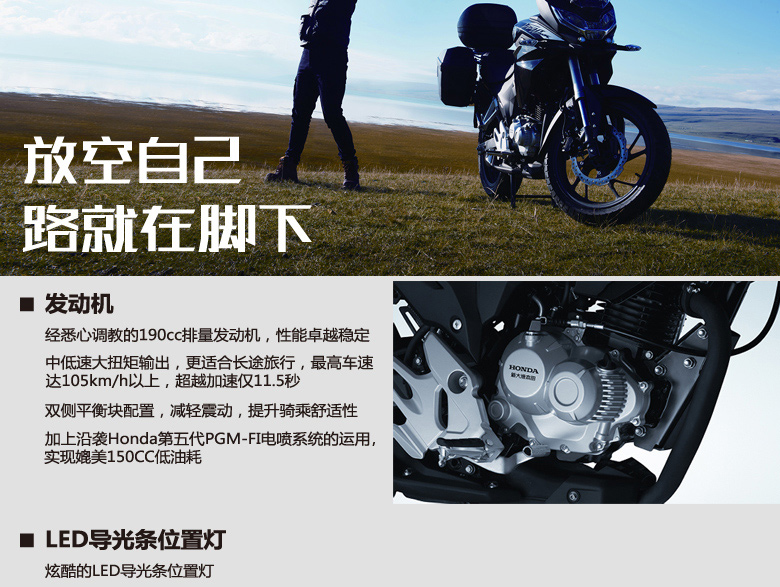 放空自己
路就在脚下
■ 发动机
经悉心调教的190cc排量发动机，性能卓越稳定
中低速大扭矩输出，更适合长途旅行，最高车速
达105km/h以上，超越加速仅11.5秒
双侧平衡块配置，减轻震动，提升骑乘舒适性
加上沿袭Honda第五代PGM-FI电喷系统的运用，
实现媲美150CC低油耗
HONDA
■ LED导光条位置灯
炫酷的LED导光条位置灯